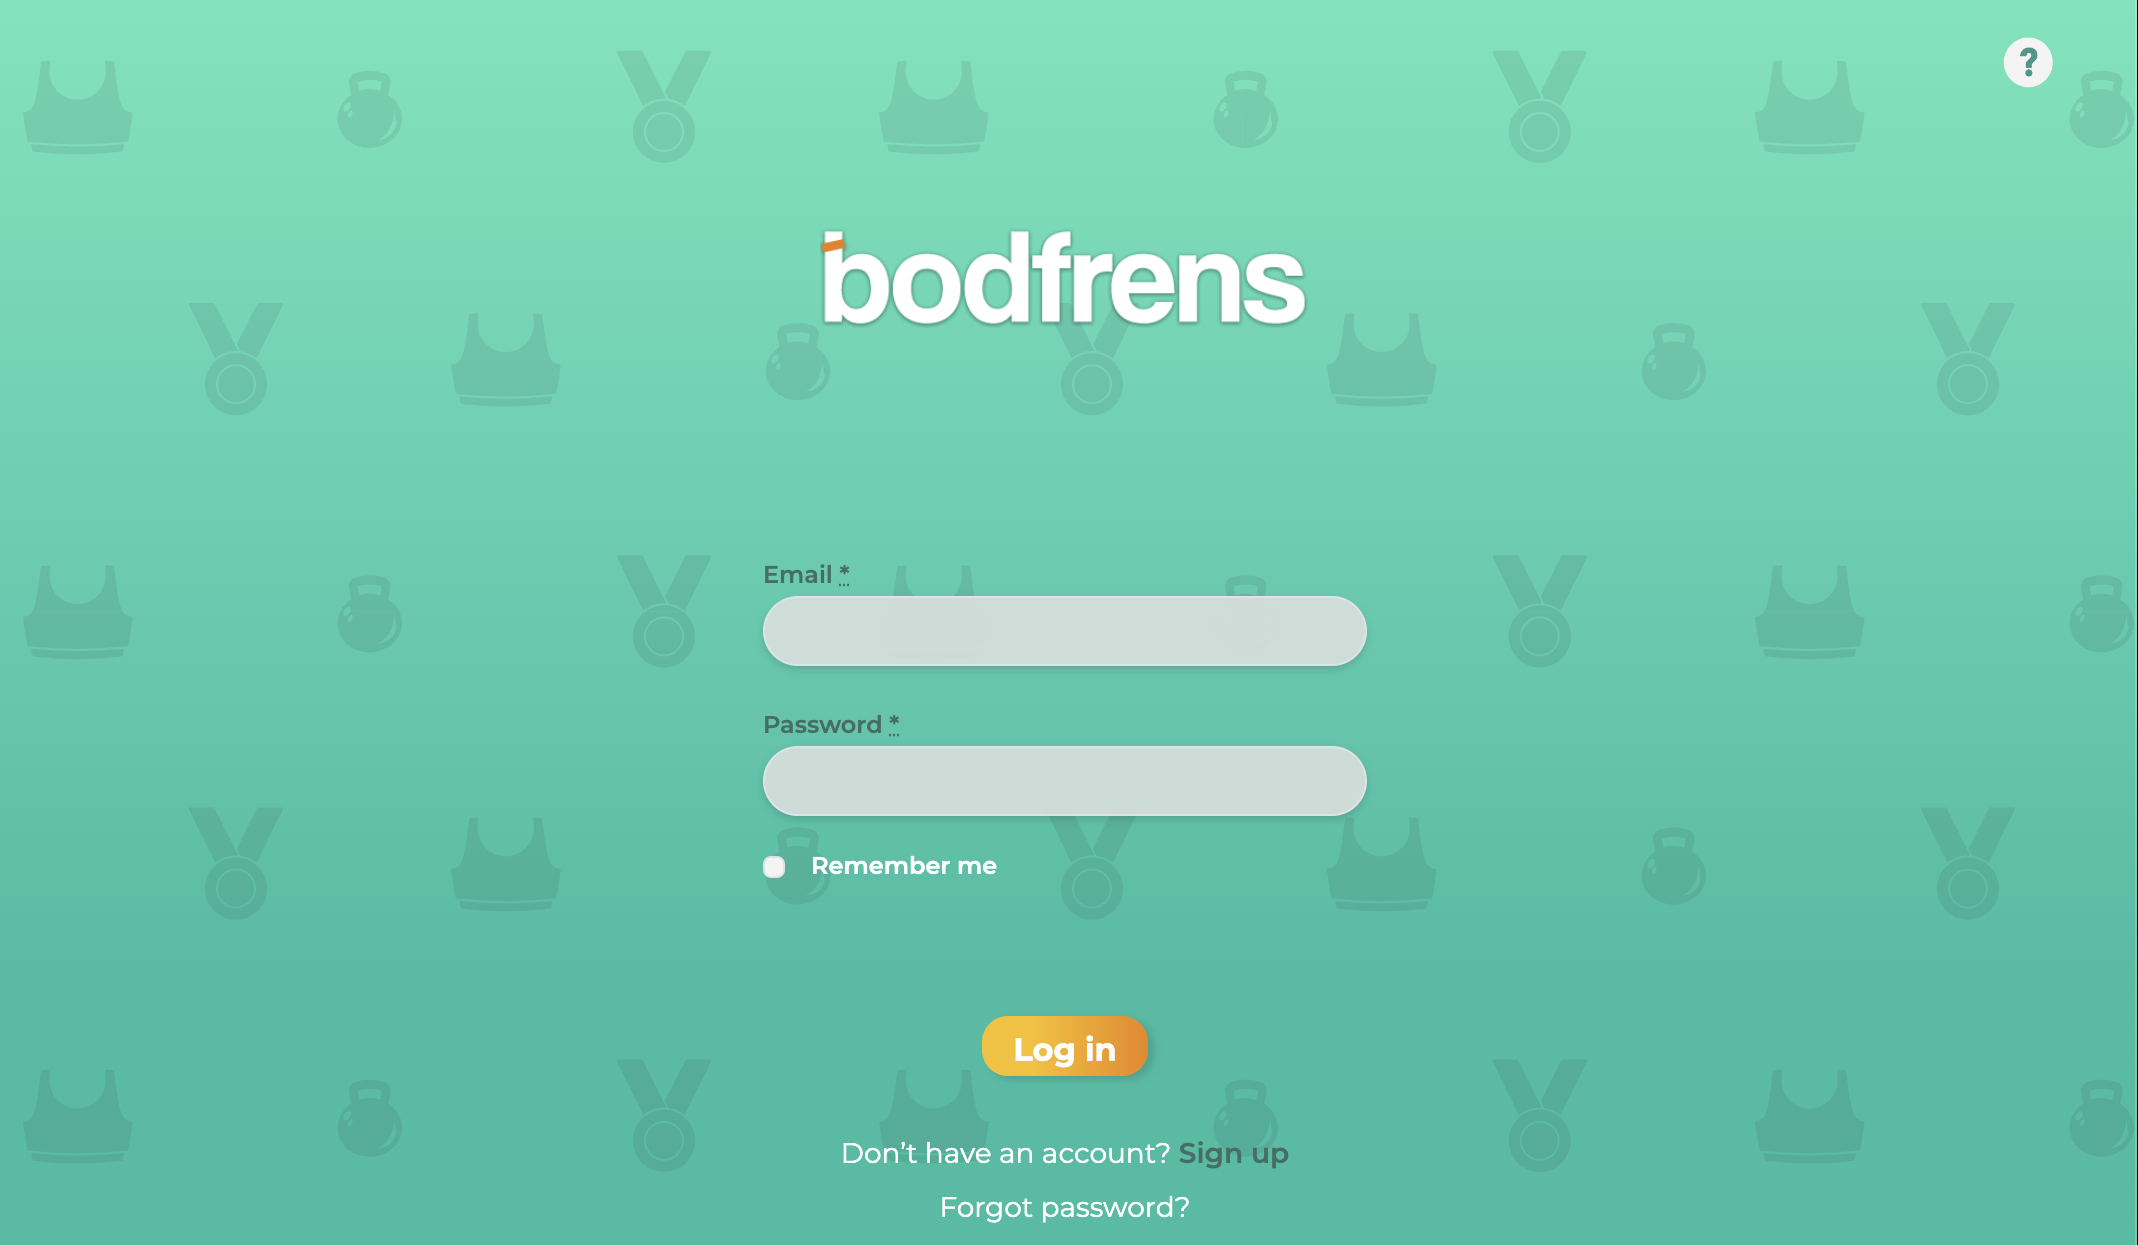 ?
bodfrens
Email *
Password *
Remember me
Log in
Don’t have an account? Sign up
Forgot password?